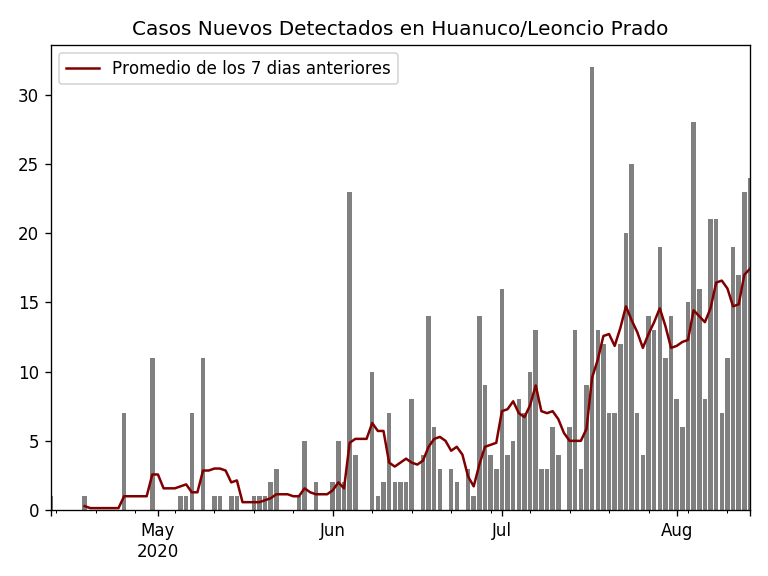 Casos Nuevos Detectados en Huanuco/Leoncio Prado
Promedio de los 7 dias anteriores
30
25
20
15
10
5
0
May
2020
Jun
Jul
Aug